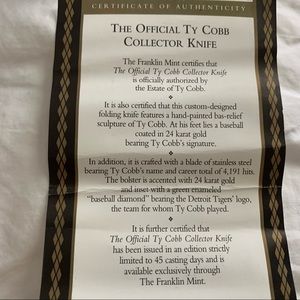 CERTIFICATE OF AUTHENTICITY
THE OFFICIAL TY COBB
COLLECTOR KNIFE
The Franklin Mint certifies that
The Official Ty Cobb Collector Knife
is officially authorized by
the Estate of Ty Cobb.
It is also certified that this custom-designed
folding knife features a hand-painted bas-relief
sculpture of Ty Cobb. At his feet lies a baseball
coated in 24 karat gold
bearing Ty Cobb's signature.
In addition, it is crafted with a blade of stainless steel
bearing Ty Cobb's name and career total of 4,191 hits.
The bolster is accented with 24 karat gold
and inset with a green enameled
"baseball diamond" bearing the Detroit Tigers' logo,
the team for whom Ty Cobb played.
It is further certified that
The Official Ty Cobb Collector Knife
has been issued in an edition strictly
limited to 45 casting days and is
available exclusively through
The Franklin Mint.